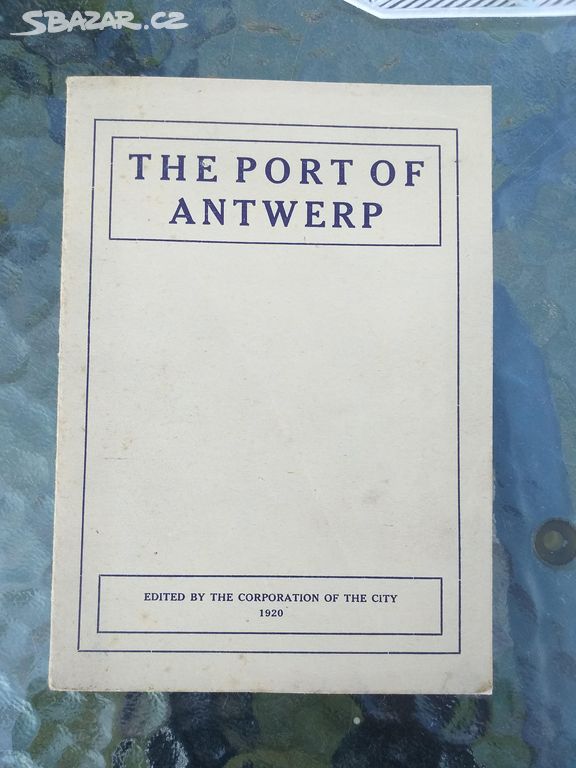 SBAZAR.CZ
THE PORT OF
ANTWERP
EDITED BY THE CORPORATION OF THE CITY
1920